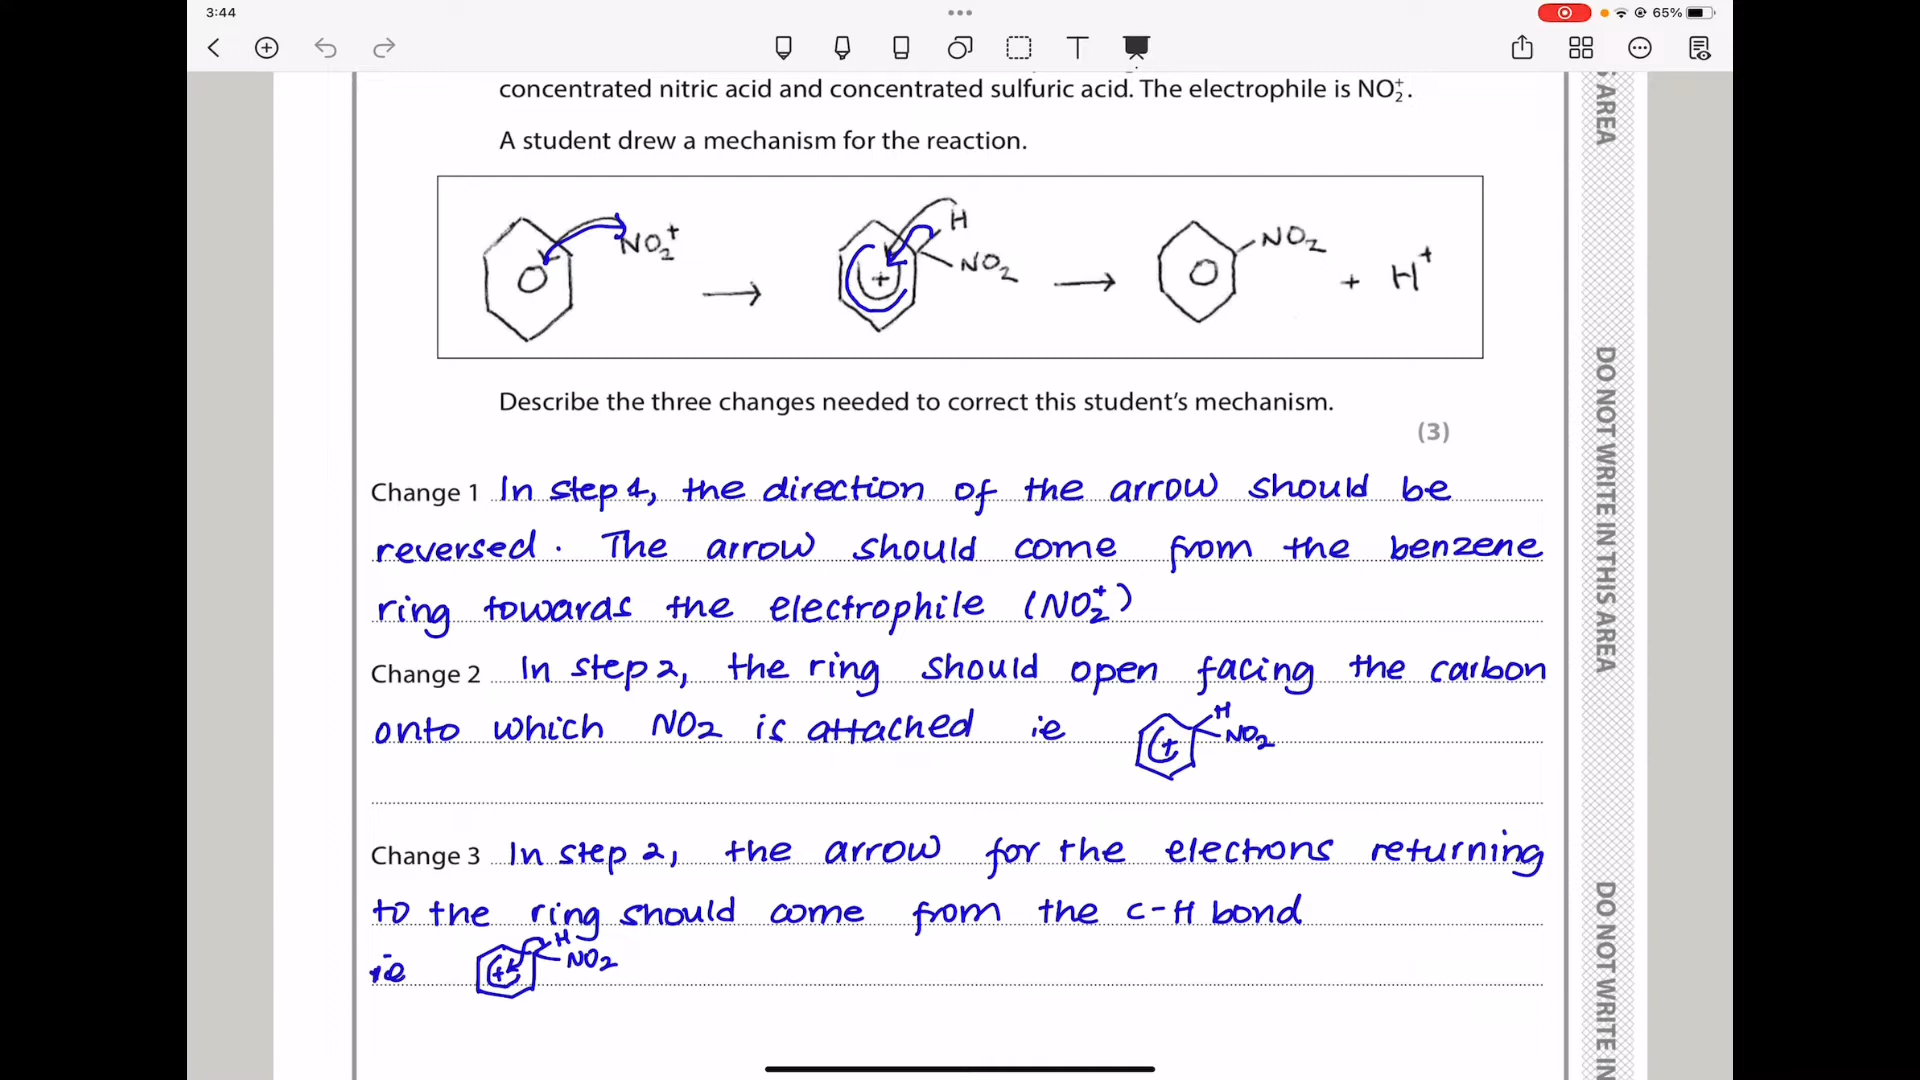 3:44
65%
concentrated nitric acid and concentrated sulfuric acid. The electrophile is NO₂⁺.
A student drew a mechanism for the reaction.
NO₂⁺
H
+
NO₂
NO₂
+ H⁺
Describe the three changes needed to correct this student's mechanism.
(3)
Change 1 In step 1, the direction of the arrow should be
reversed. The arrow should come from the benzene
ring towards the electrophile (NO₂⁺)
Change 2 In step 2, the ring should open facing the carbon
onto which NO2 is attached ie
H
+
NO₂
Change 3 In step 2, the arrow for the electrons returning
to the ring should come from the C-H bond
ie
H
+
NO₂
AREA
DO NOT WRITE IN THIS AREA
DO NOT WRITE IN